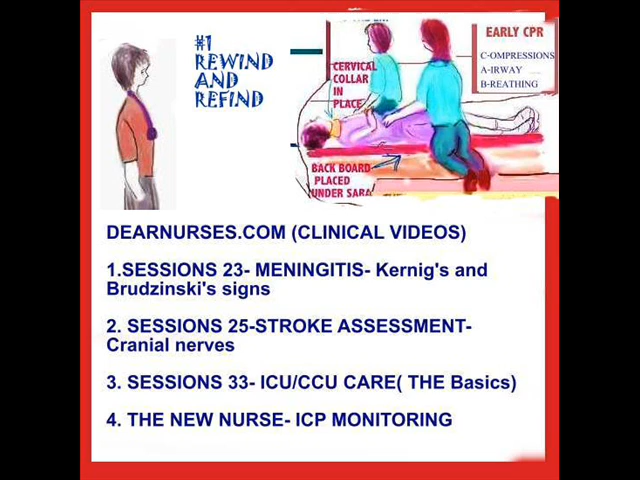 #1
REWIND
AND
REFIND
CERVICAL
COLLAR
IN
PLACE
EARLY CPR
C-OMPRESSIONS
A-IRWAY
B-REATHING
BACK BOARD
PLACED
UNDER SARA
DEARNURSES.COM (CLINICAL VIDEOS)
1.SESSIONS 23- MENINGITIS- Kernig's and
Brudzinski's signs
2. SESSIONS 25-STROKE ASSESSMENT-
Cranial nerves
3. SESSIONS 33- ICU/CCU CARE( THE Basics)
4. THE NEW NURSE- ICP MONITORING